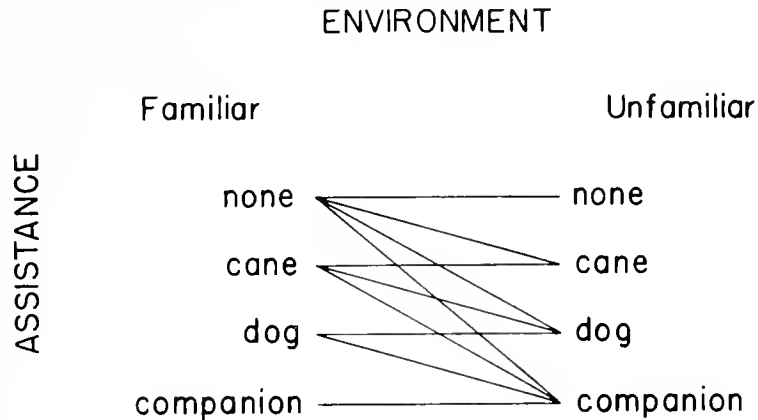 ENVIRONMENT
Familiar Unfamiliar
ASSISTANCE
none none
cane cane
dog dog
companion companion